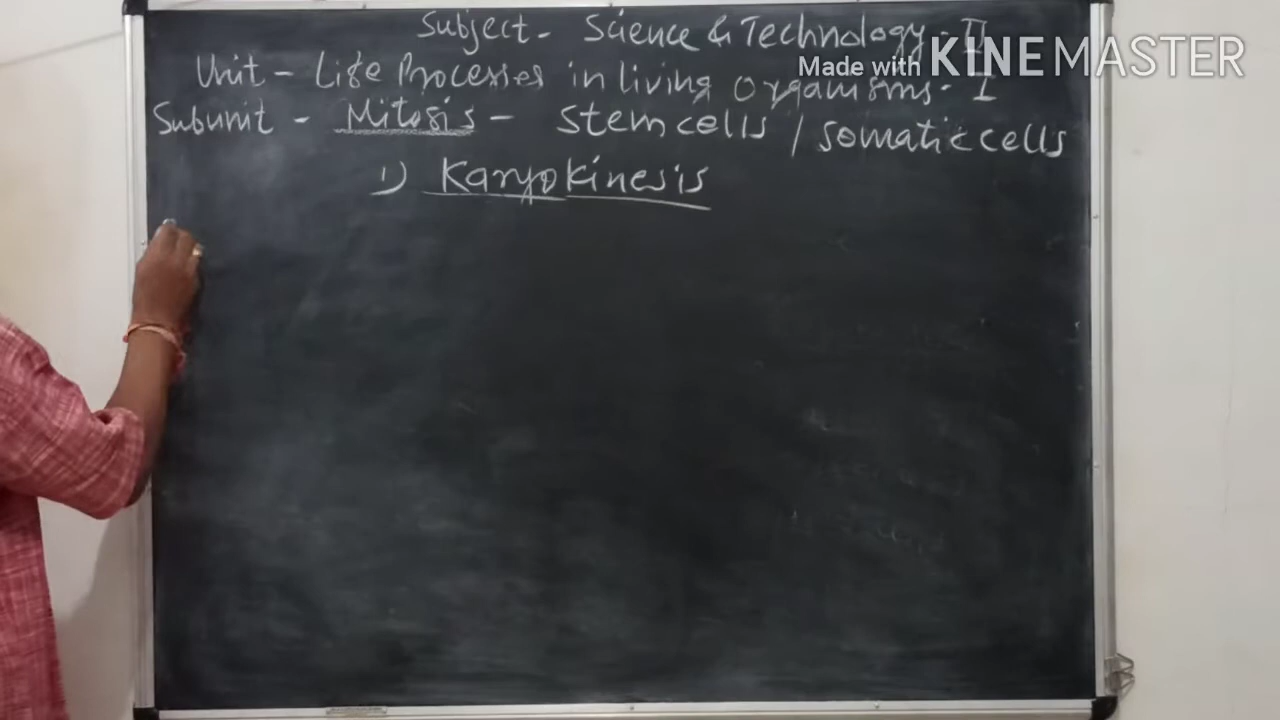 Subject - Science & Technology - II
Made with KINEMASTER
Unit - Life Processes in living organisms - I
Subunit - Mitosis - Stem cells / Somatic cells
1) Karyokinesis